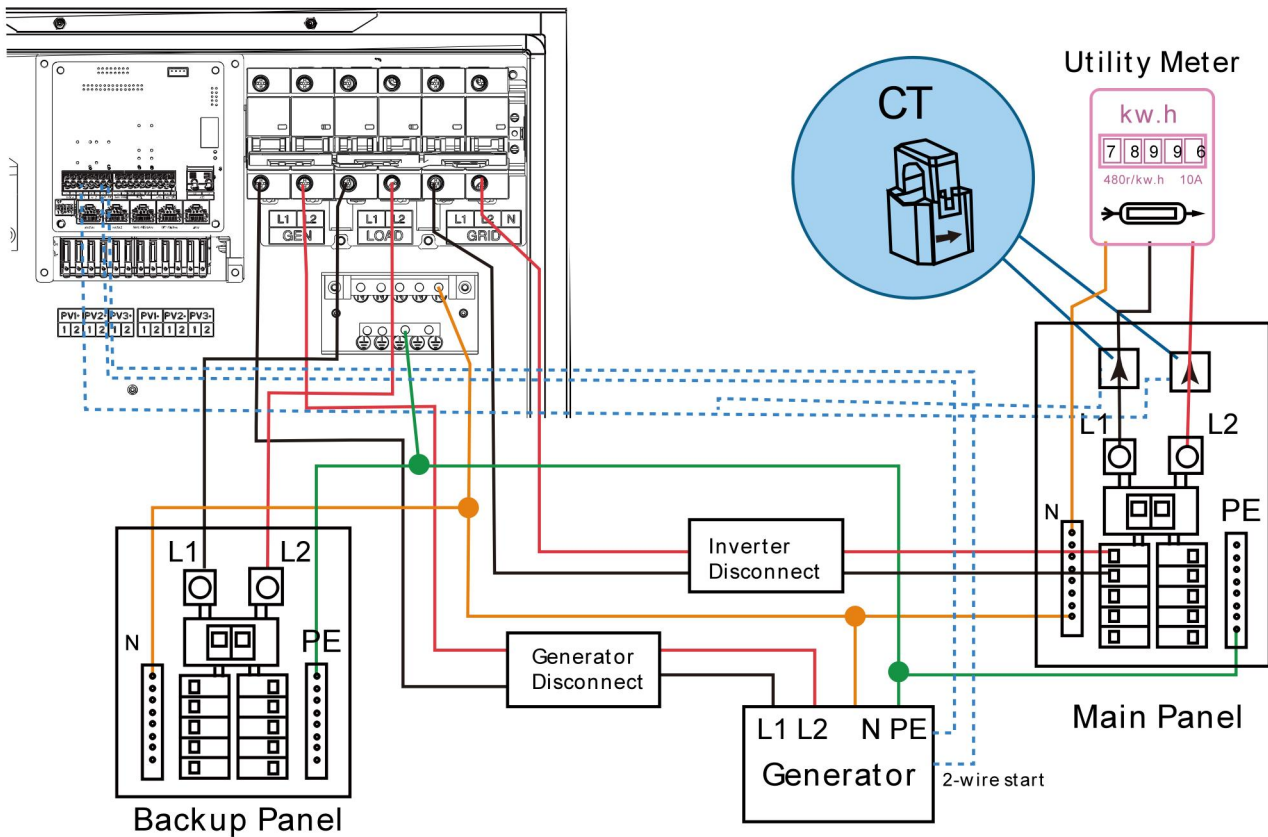 Utility Meter
CT
kw.h
7 8 9 9 6
480r/kw.h 10A
L1 L2 L1 L2 L1 L2 N
GEN LOAD GRID
N N N N N
PV1+ PV2+ PV3+ PV1- PV2- PV3-
1 2 1 2 1 2 1 2 1 2 1 2
L1 L2
N PE
Inverter
Disconnect
L1 L2
N PE
Generator
Disconnect
Main Panel
L1 L2 N PE
Generator
2-wire start
Backup Panel